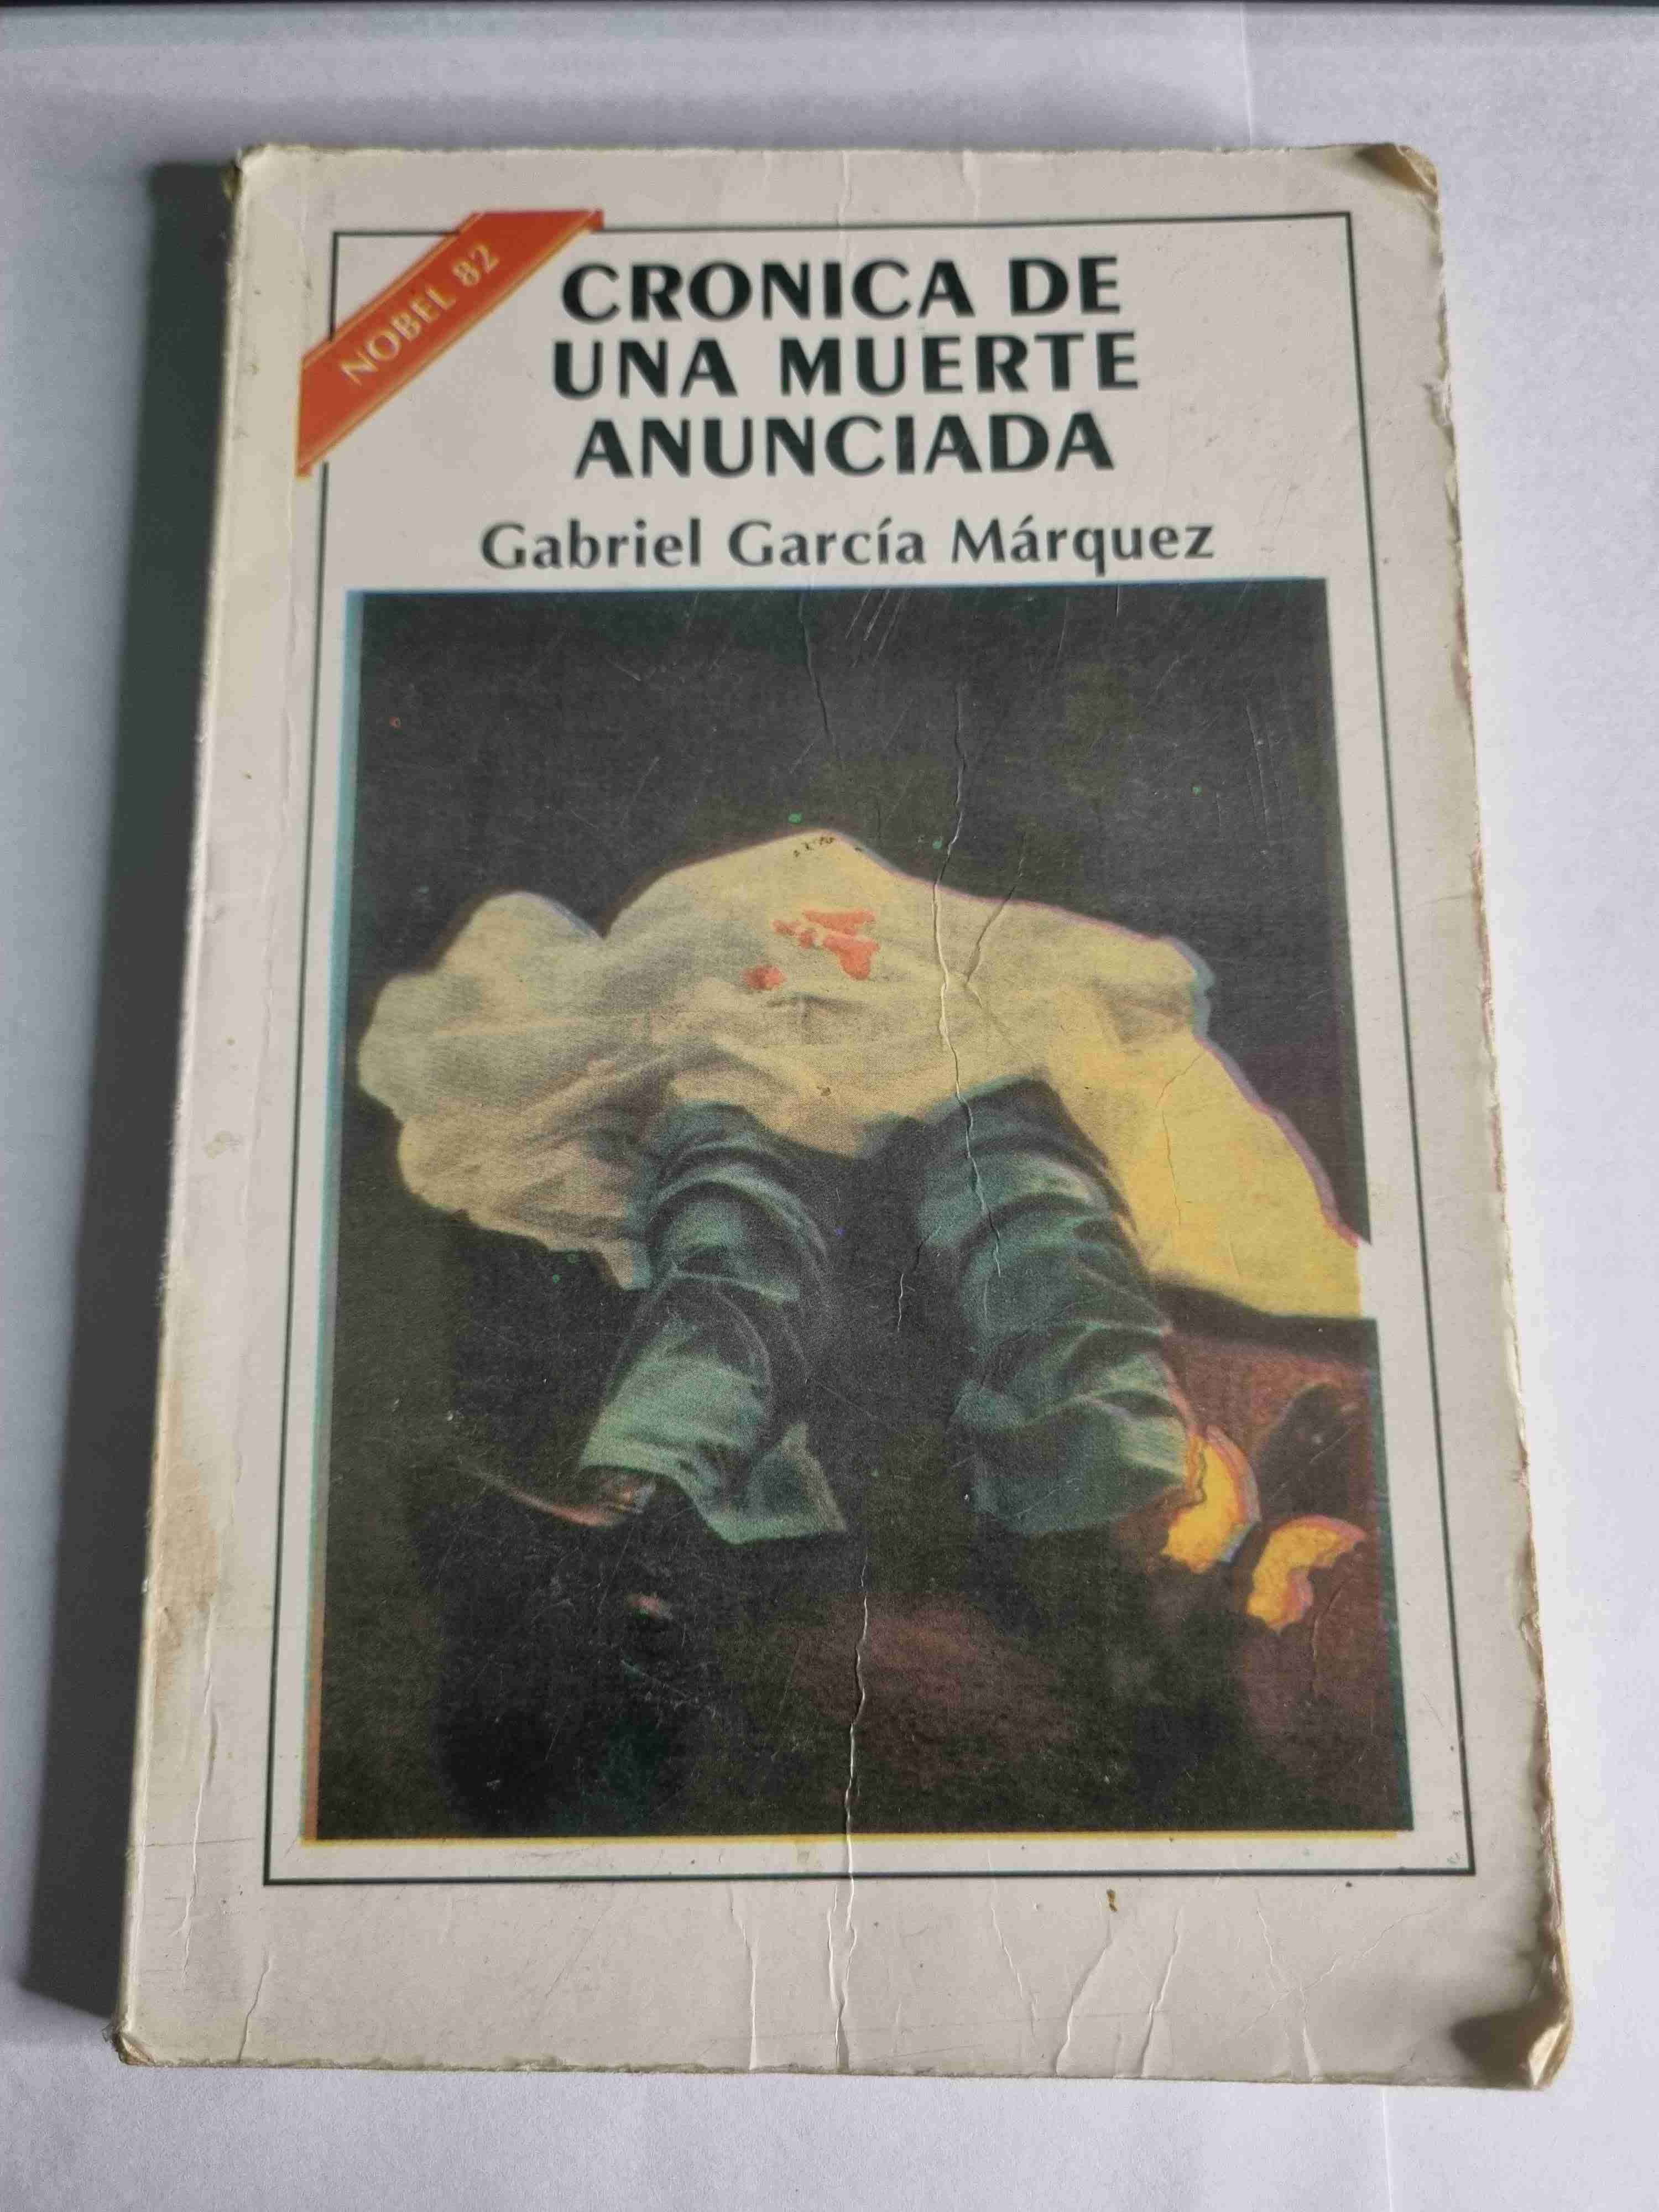 NOBEL 82
CRONICA DE
UNA MUERTE
ANUNCIADA
Gabriel García Márquez